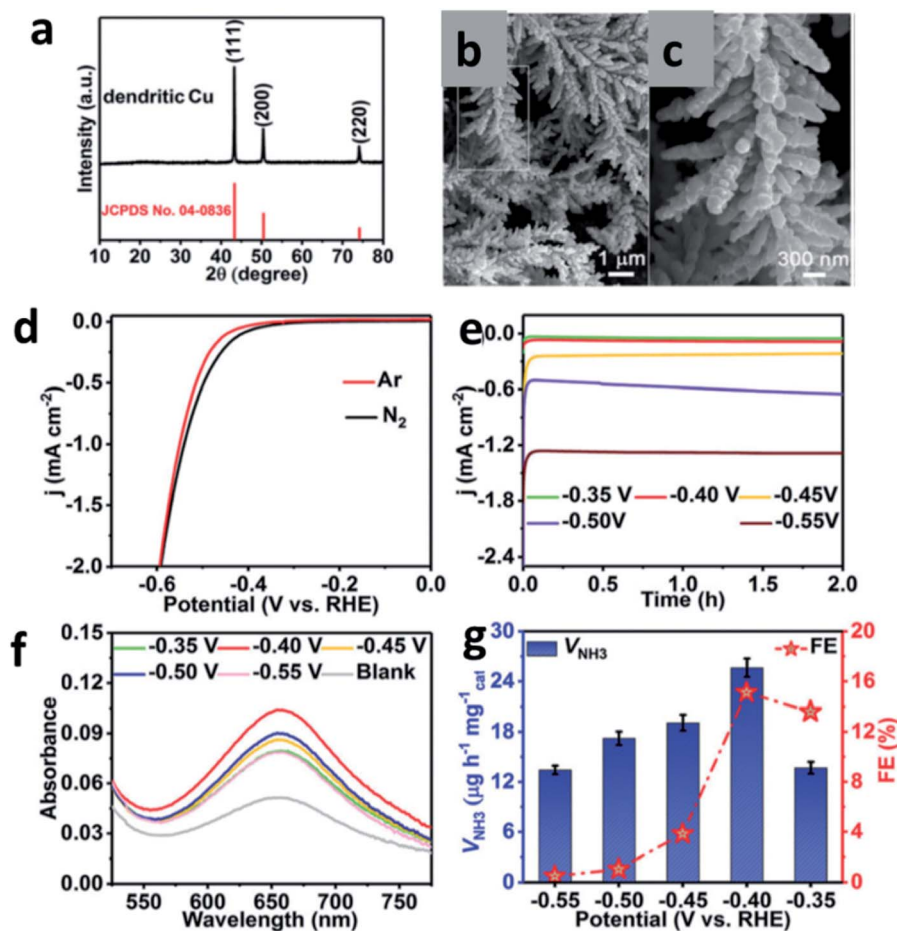 a
Intensity (a.u.)
dendritic Cu
(111)
(200)
(220)
JCPDS No. 04-0836
10 20 30 40 50 60 70 80
2θ (degree)
b
1 μm
c
300 nm
d
j (mA cm⁻²)
0.0
-0.5
-1.0
-1.5
-2.0
Ar
N₂
-0.6 -0.4 -0.2 0.0
Potential (V vs. RHE)
e
j (mA cm⁻²)
0.0
-0.6
-1.2
-1.8
-2.4
-0.35 V -0.40 V -0.45V
-0.50V -0.55V
0.0 0.5 1.0 1.5 2.0
Time (h)
f
Absorbance
0.15
0.12
0.09
0.06
0.03
0.00
-0.35 V -0.40 V -0.45 V
-0.50 V -0.55 V Blank
550 600 650 700 750
Wavelength (nm)
g
V_NH3 (μg h⁻¹ mg⁻¹_cat)
30
24
18
12
6
0
V_NH3 FE
20
16
12
8
4
0
FE (%)
-0.55 -0.50 -0.45 -0.40 -0.35
Potential (V vs. RHE)